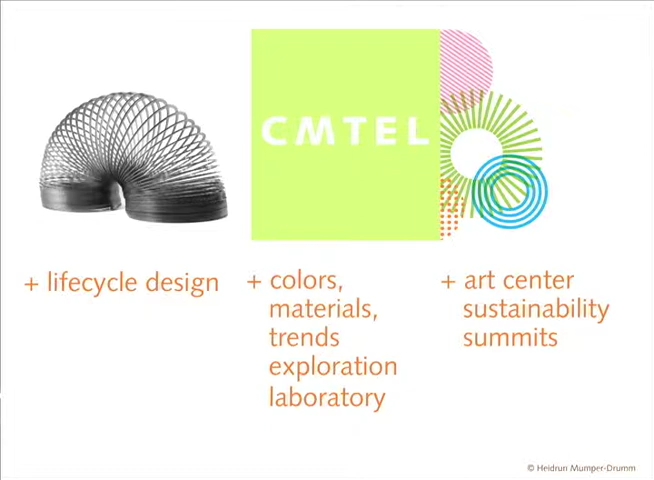 CMTEL
+ lifecycle design
+ colors,
materials,
trends
exploration
laboratory
+ art center
sustainability
summits
© Heidrun Mumper-Drumm